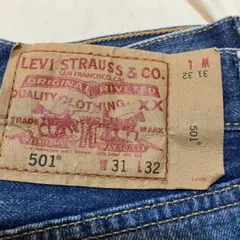 LEVI STRAUSS & CO.
SAN FRANCISCO, CAL.
ORIGINAL RIVETED
QUALITY CLOTHING.
XX
TRADE MARK
501®
W 31 L 32
L W
32 31
501®